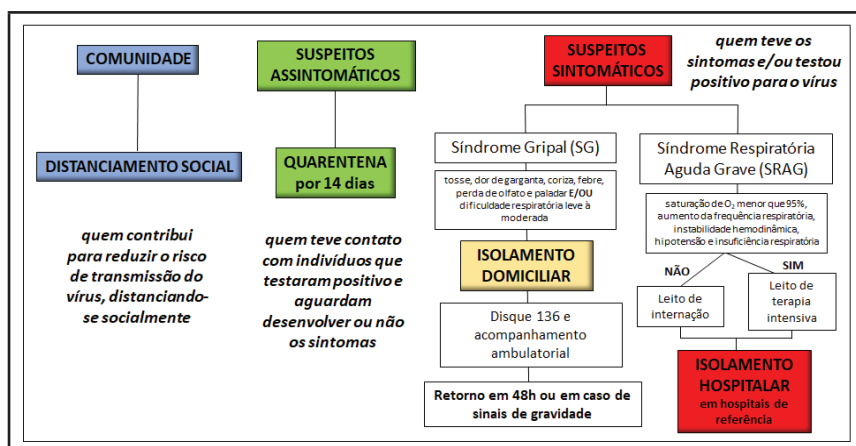 COMUNIDADE
DISTANCIAMENTO SOCIAL
quem contribui
para reduzir o risco
de transmissão do
vírus, distanciando-
se socialmente
SUSPEITOS
ASSINTOMÁTICOS
QUARENTENA
por 14 dias
quem teve contato
com indivíduos que
testaram positivo e
aguardam
desenvolver ou não
os sintomas
SUSPEITOS
SINTOMÁTICOS
quem teve os
sintomas e/ou testou
positivo para o vírus
Síndrome Gripal (SG)
tosse, dor de garganta, coriza, febre,
perda de olfato e paladar E/OU
dificuldade respiratória leve à
moderada
ISOLAMENTO
DOMICILIAR
Disque 136 e
acompanhamento
ambulatorial
Retorno em 48h ou em caso de
sinais de gravidade
Síndrome Respiratória
Aguda Grave (SRAG)
saturação de O₂ menor que 95%,
aumento da frequência respiratória,
instabilidade hemodinâmica,
hipotensão e insuficiência respiratória
NÃO
SIM
Leito de
internação
Leito de
terapia
intensiva
ISOLAMENTO
HOSPITALAR
em hospitais de
referência